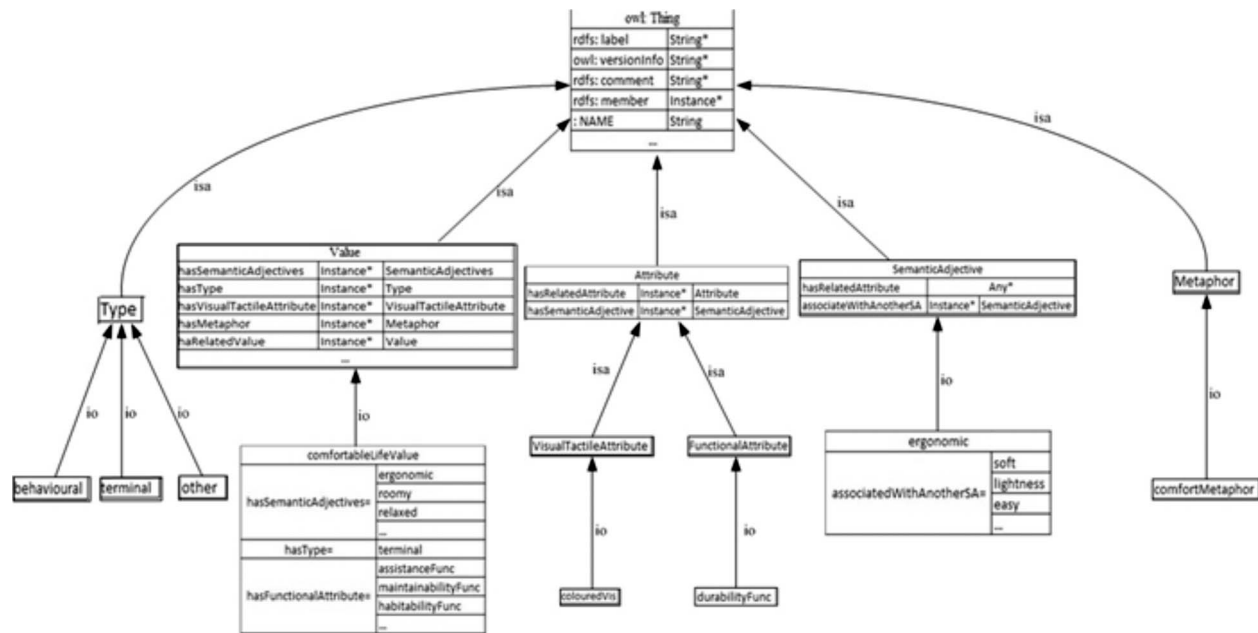 owl: Thing
rdfs: label String*
owl: versionInfo String*
rdfs: comment String*
rdfs: member Instance*
: NAME String
...
isa
isa
isa
isa
isa
Value
hasSemanticAdjectives Instance* SemanticAdjectives
hasType Instance* Type
hasVisualTactileAttribute Instance* VisualTactileAttribute
hasMetaphor Instance* Metaphor
haRelatedValue Instance* Value
...
Attribute
hasRelatedAttribute Instance* Attribute
hasSemanticAdjective Instance* SemanticAdjective
SemanticAdjective
hasRelatedAttribute Any*
associateWithAnotherSA Instance* SemanticAdjective
Metaphor
Type
io
io
io
io
isa
isa
io
io
behavioural
terminal
other
comfortableLifeValue
hasSemanticAdjectives= ergonomic
roomy
relaxed
...
hasType= terminal
hasFunctionalAttribute= assistanceFunc
maintainabilityFunc
habitabilityFunc
...
VisualTactileAttribute
FunctionalAttribute
io
io
colouredVis
durabilityFunc
ergonomic
associatedWithAnotherSA= soft
lightness
easy
...
comfortMetaphor